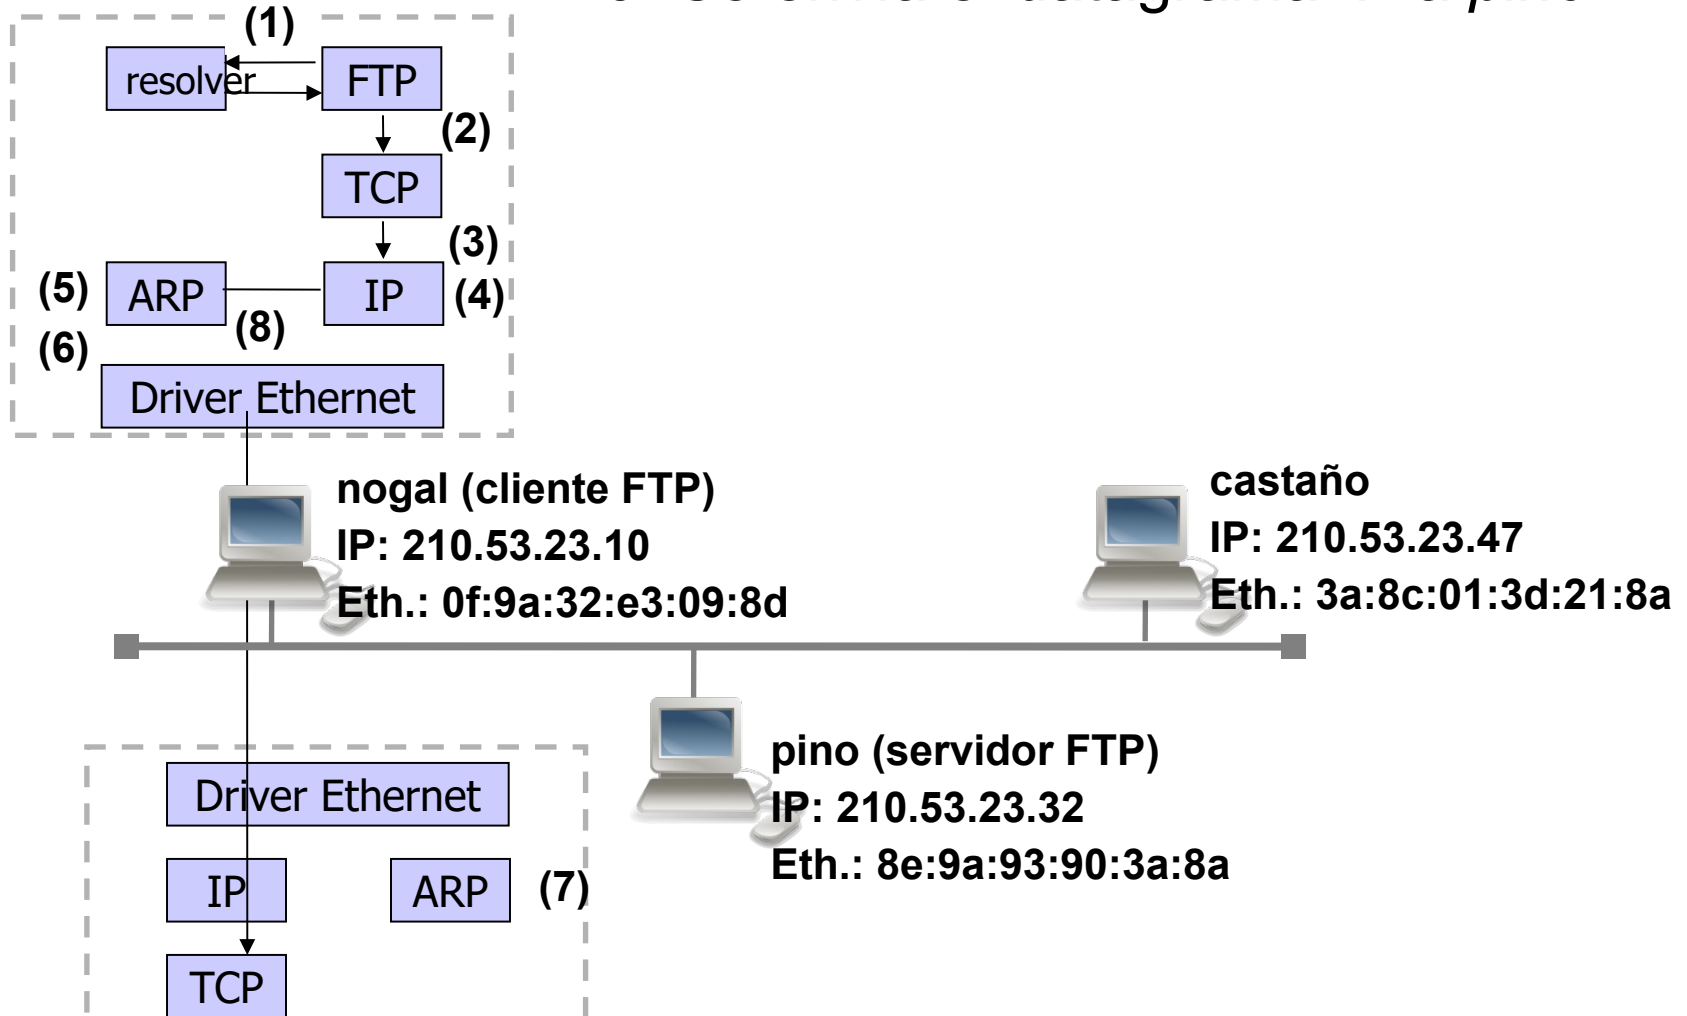 (1)
resolver
FTP
(2)
TCP
(3)
(5)
ARP
IP
(4)
(8)
(6)
Driver Ethernet
nogal (cliente FTP)
IP: 210.53.23.10
Eth.: 0f:9a:32:e3:09:8d
castaño
IP: 210.53.23.47
Eth.: 3a:8c:01:3d:21:8a
pino (servidor FTP)
IP: 210.53.23.32
Eth.: 8e:9a:93:90:3a:8a
Driver Ethernet
IP
ARP
(7)
TCP